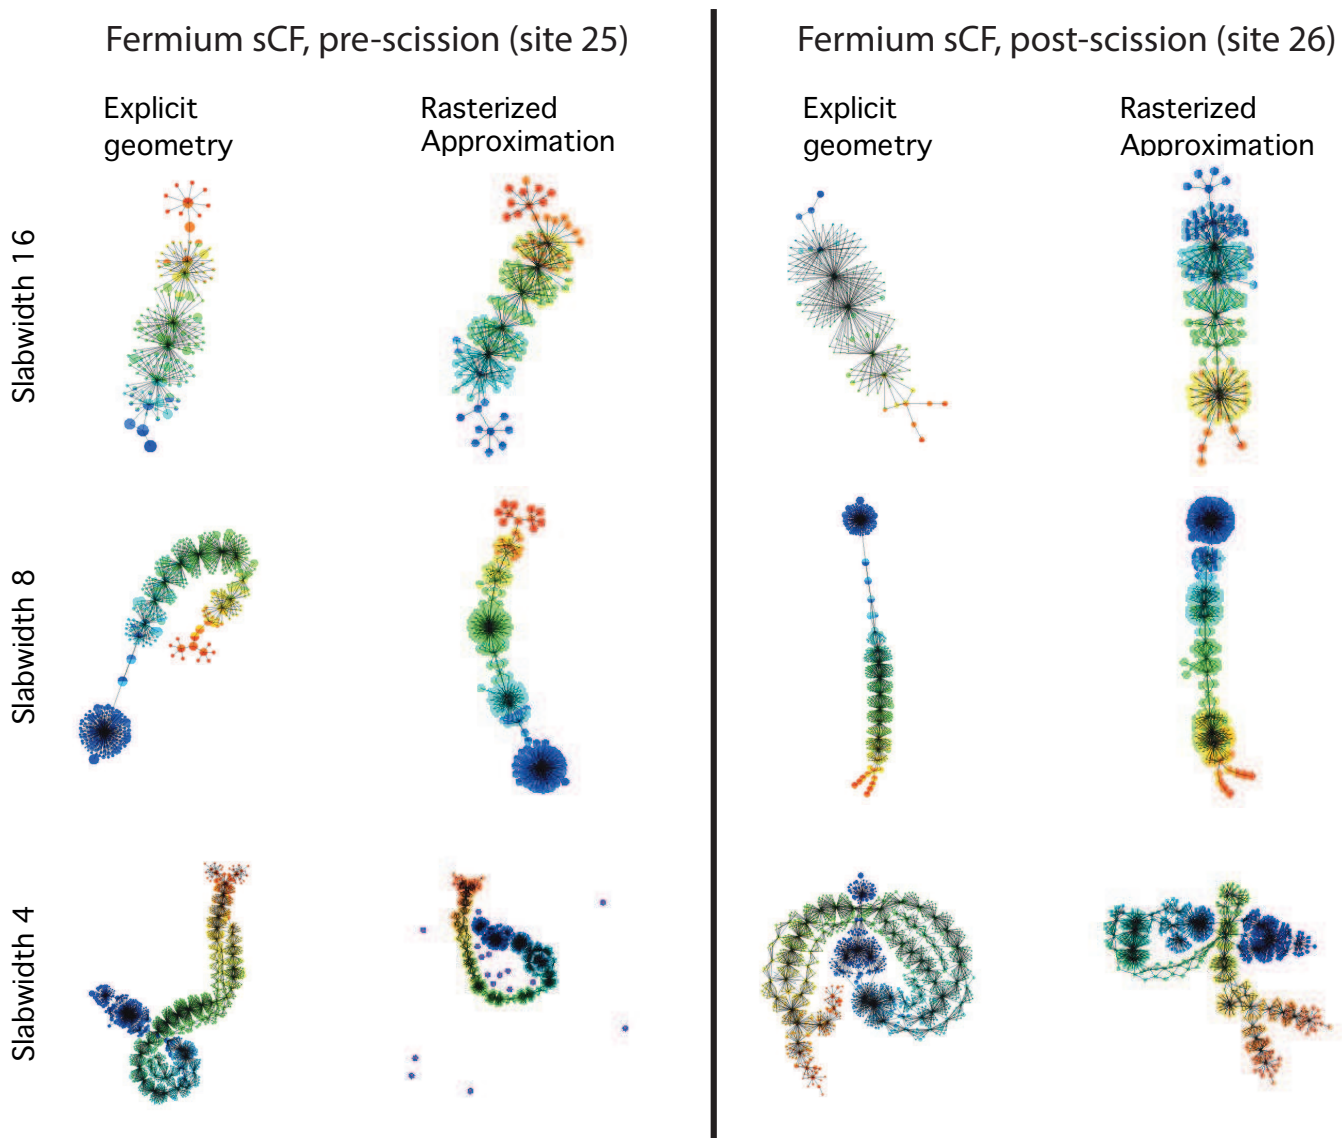 Fermium sCF, pre-scission (site 25)
Fermium sCF, post-scission (site 26)
Explicit
geometry
Rasterized
Approximation
Explicit
geometry
Rasterized
Approximation
Slabwidth 16
Slabwidth 8
Slabwidth 4